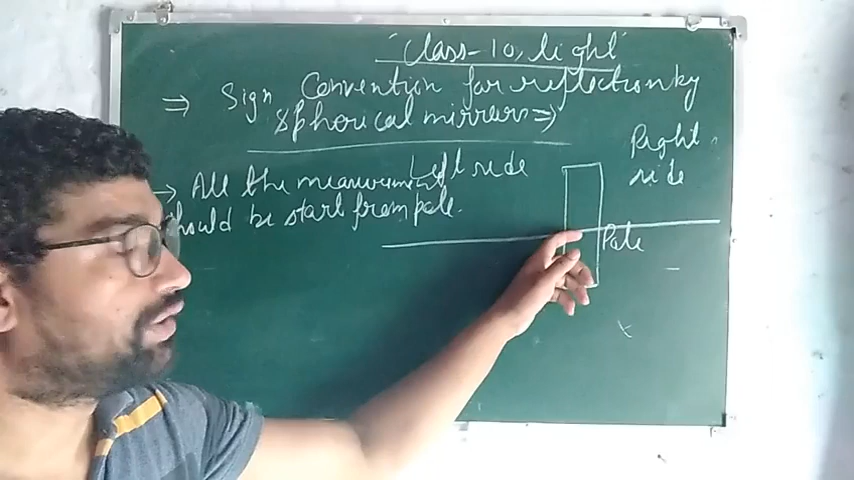 "Class-10, light"
⇒ Sign Convention for reflection by
spherical mirrors ⇒
Left side
Right
side
→ All the measurement
should be start from pole.
Pole